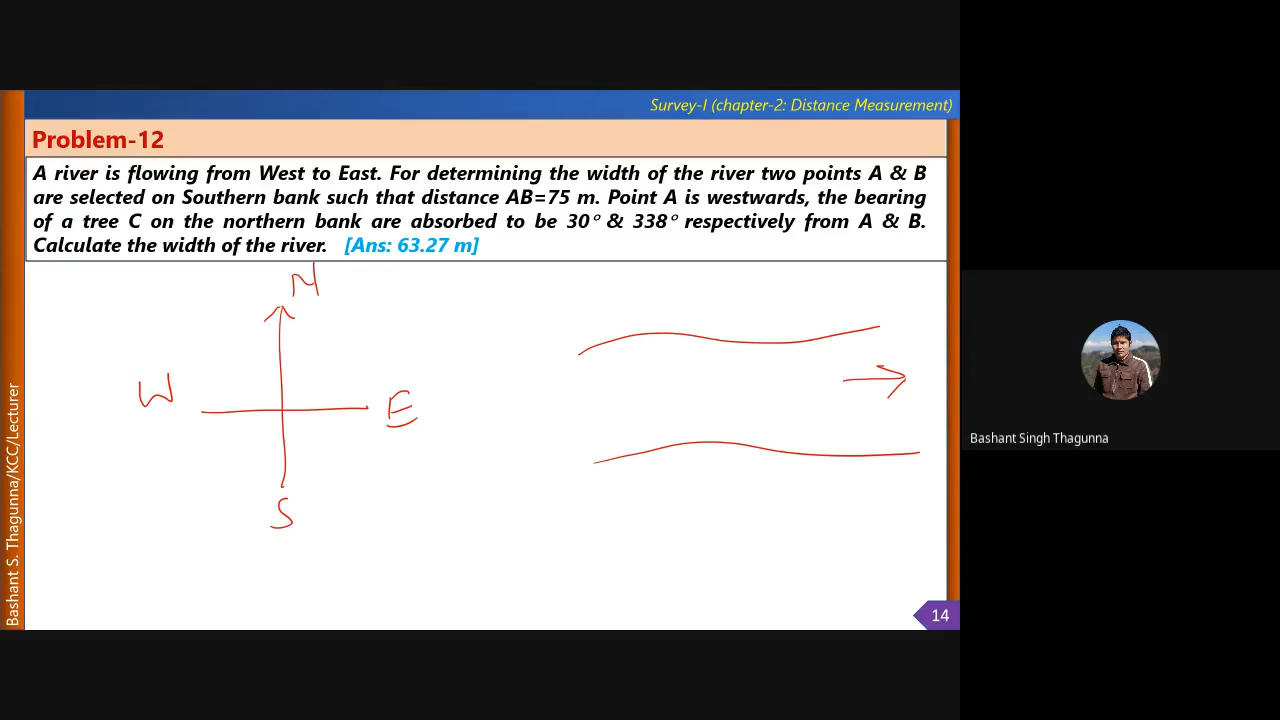 Survey-I (chapter-2: Distance Measurement)
Problem-12
A river is flowing from West to East. For determining the width of the river two points A & B
are selected on Southern bank such that distance AB=75 m. Point A is westwards, the bearing
of a tree C on the northern bank are absorbed to be 30° & 338° respectively from A & B.
Calculate the width of the river. [Ans: 63.27 m]
N
W
E
S
Bashant S. Thagunna/KCC/Lecturer
14
Bashant Singh Thagunna